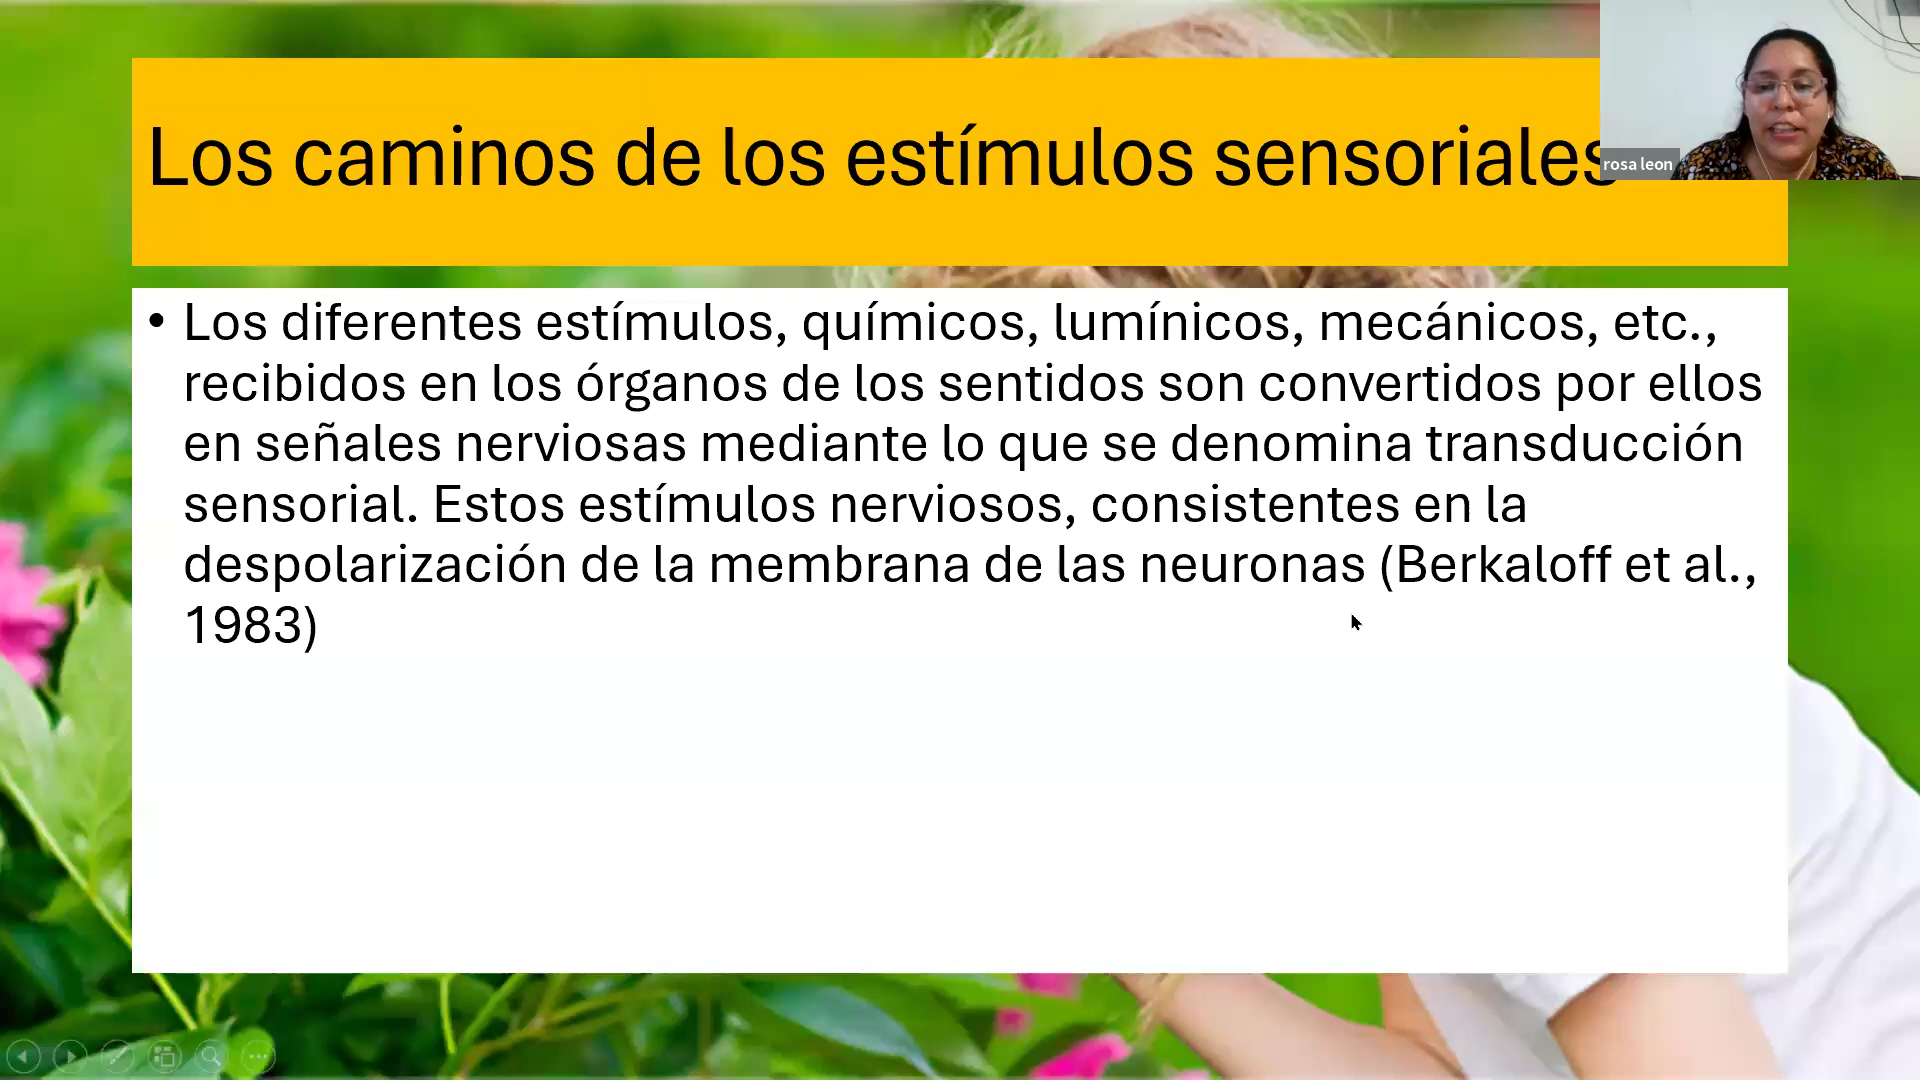 Los caminos de los estímulos sensoriales
rosa leon
• Los diferentes estímulos, químicos, lumínicos, mecánicos, etc.,
recibidos en los órganos de los sentidos son convertidos por ellos
en señales nerviosas mediante lo que se denomina transducción
sensorial. Estos estímulos nerviosos, consistentes en la
despolarización de la membrana de las neuronas (Berkaloff et al.,
1983)